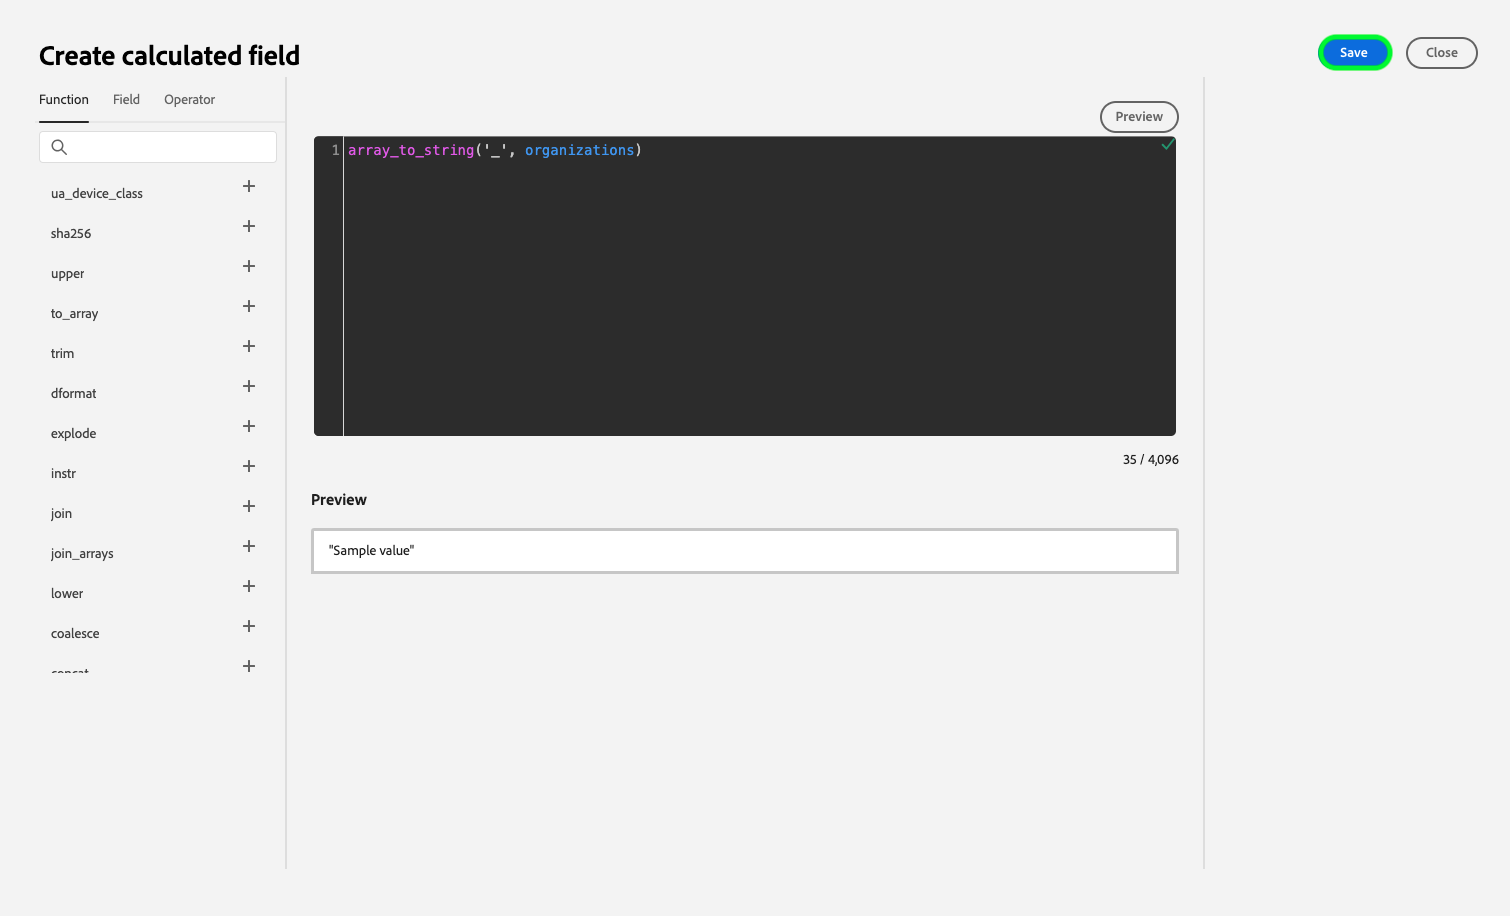 Create calculated field
Save
Close
Function
Field
Operator
Preview
1 array_to_string('_', organizations)
ua_device_class
sha256
upper
to_array
trim
dformat
explode
instr
join
join_arrays
lower
coalesce
concat
35 / 4,096
Preview
"Sample value"